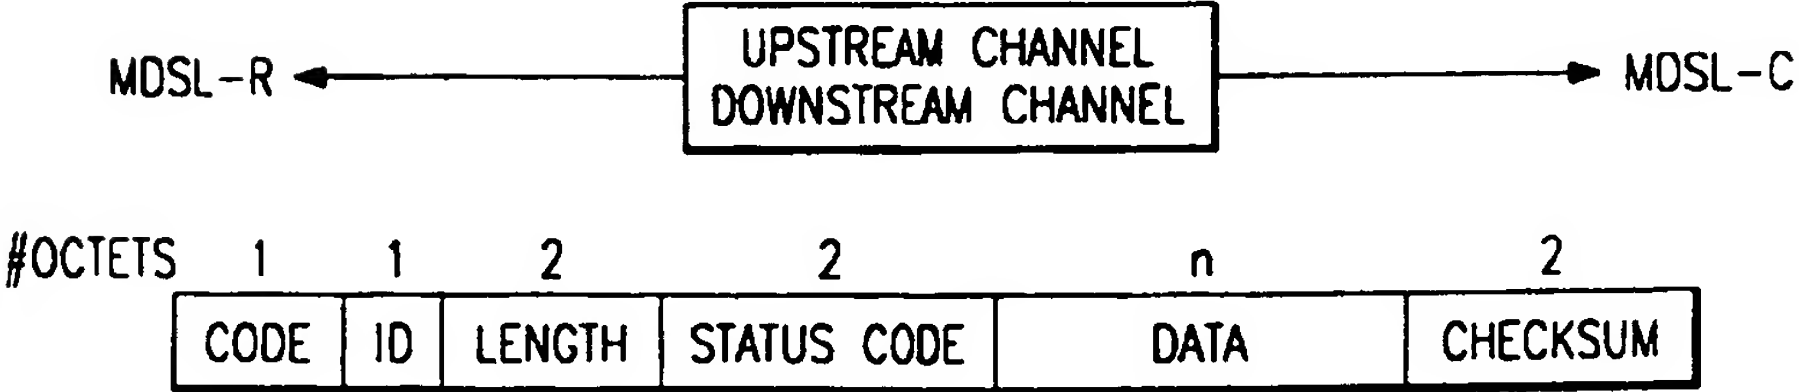 UPSTREAM CHANNEL
MDSL-R MDSL-C
DOWNSTREAM CHANNEL
#OCTETS 1 1 2 2 n 2
CODE ID LENGTH STATUS CODE DATA CHECKSUM